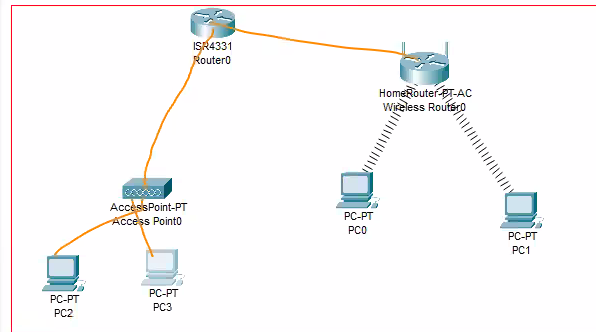 ISR4331
Router0
HomeRouter-PT-AC
Wireless Router0
AccessPoint-PT
Access Point0
PC-PT
PC0
PC-PT
PC1
PC-PT
PC2
PC-PT
PC3